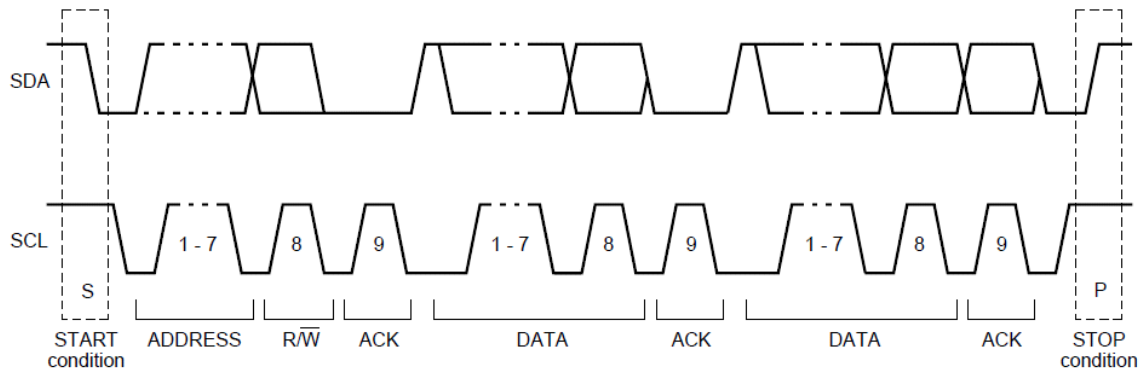 SDA
SCL
1 - 7
8
9
1 - 7
8
9
1 - 7
8
9
S
P
START
condition
ADDRESS
R/W̅
ACK
DATA
ACK
DATA
ACK
STOP
condition